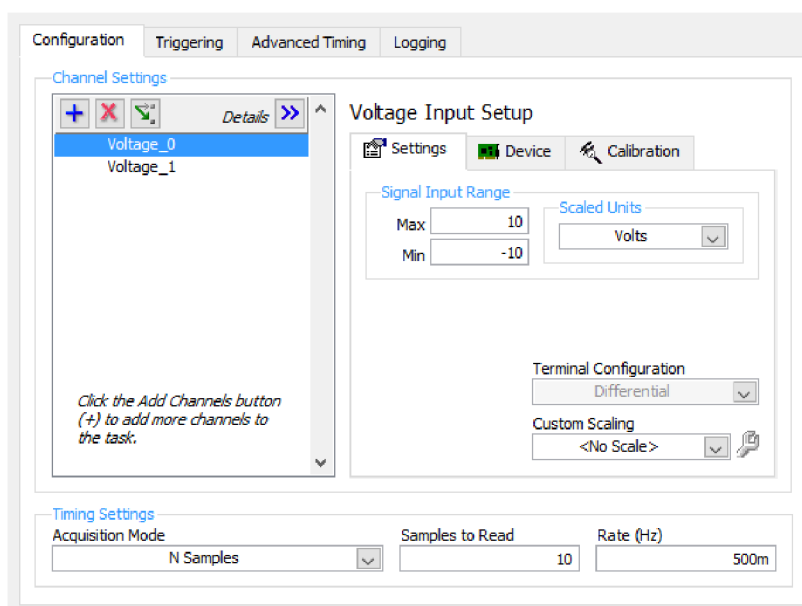 Configuration Triggering Advanced Timing Logging
Channel Settings
Details
Voltage_0
Voltage_1
Click the Add Channels button
(+) to add more channels to
the task.
Voltage Input Setup
Settings Device Calibration
Signal Input Range
Max 10
Min -10
Scaled Units
Volts
Terminal Configuration
Differential
Custom Scaling
<No Scale>
Timing Settings
Acquisition Mode Samples to Read Rate (Hz)
N Samples 10 500m